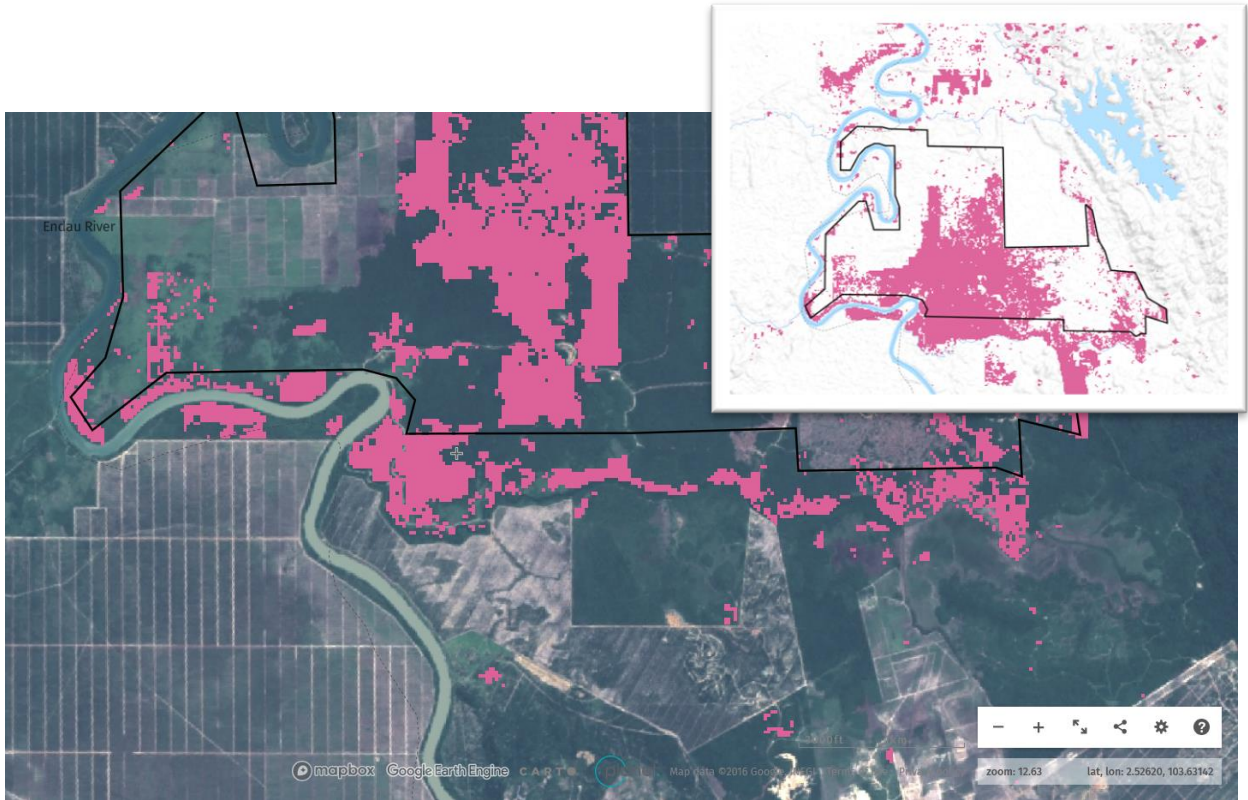 Endau River
mapbox Google Earth Engine CARTO
Map data ©2016 Google
zoom: 12.63
lat, lon: 2.52620, 103.63142